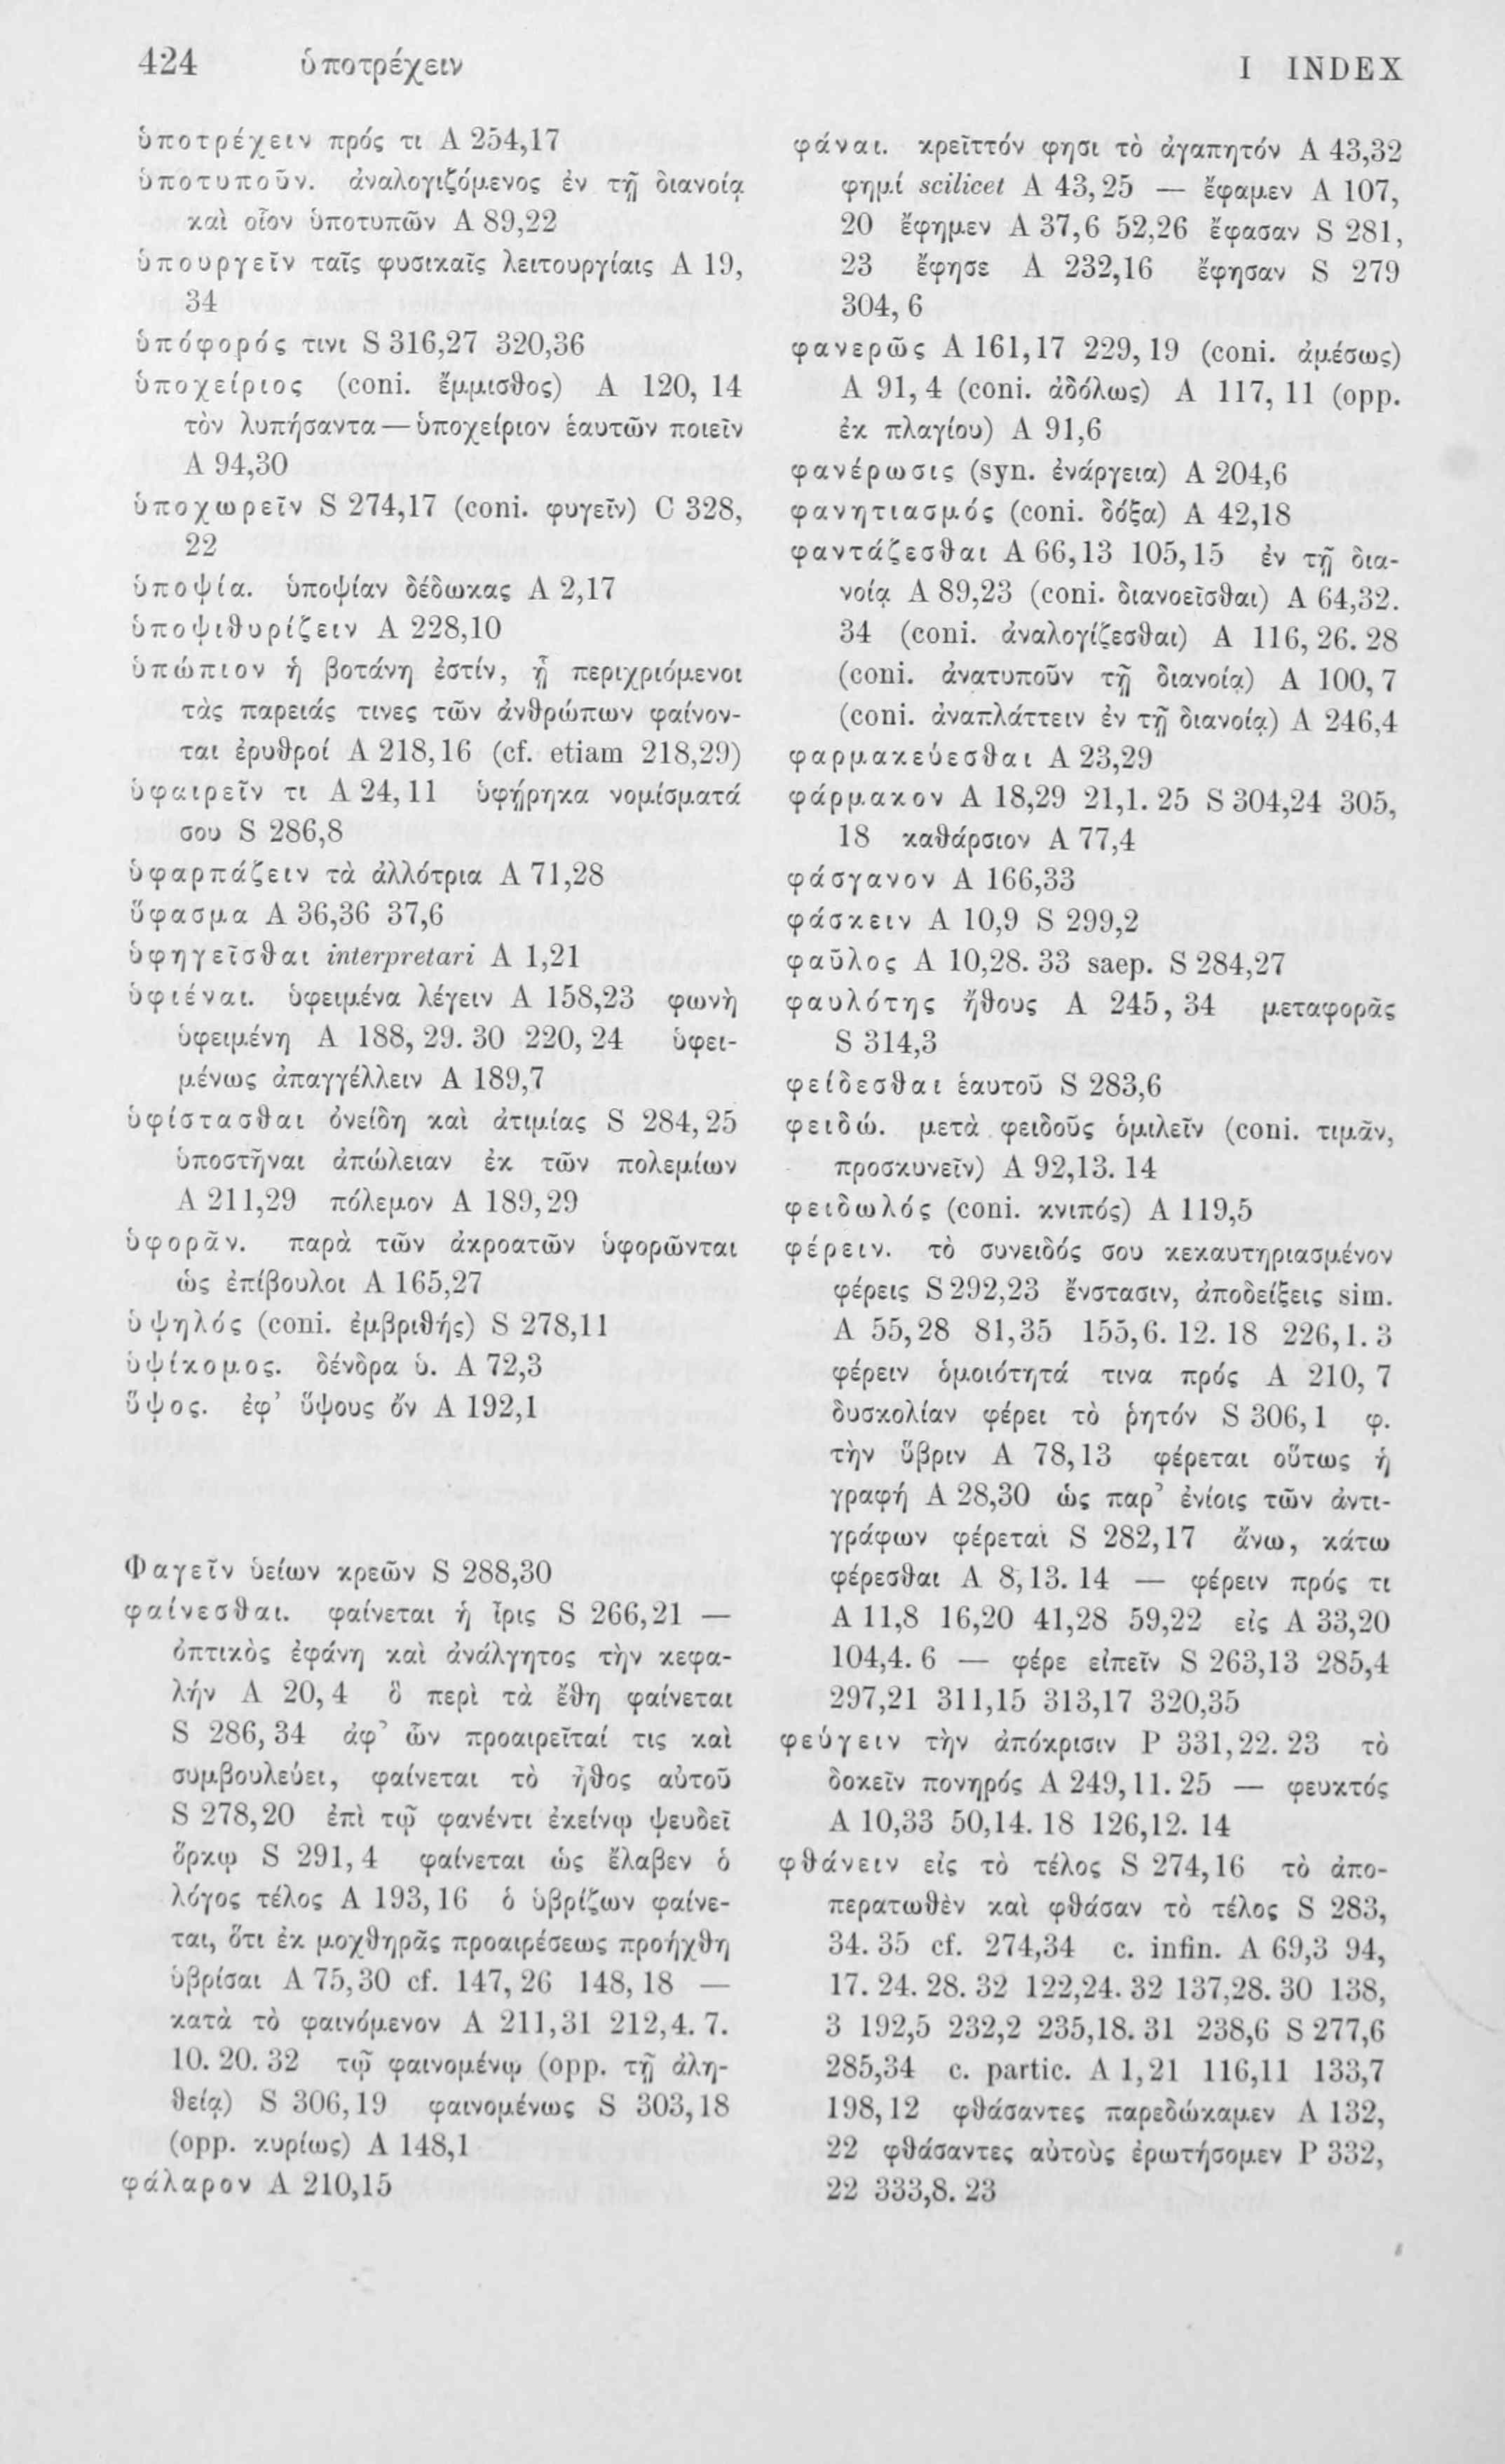 424 ὑποτρέχειν I INDEX
ὑποτρέχειν πρός τι A 254,17
ὑποτυποῦν. ἀναλογιζόμενος ἐν τῇ διανοίᾳ
καὶ οἷον ὑποτυπῶν A 89,22
ὑπουργεῖν ταῖς φυσικαῖς λειτουργίαις A 19,
34
ὑπόφορός τινι S 316,27 320,36
ὑποχείριος (coni. ἔμμισθος) A 120, 14
τὸν λυπήσαντα — ὑποχείριον ἑαυτῶν ποιεῖν
A 94,30
ὑποχωρεῖν S 274,17 (coni. φυγεῖν) C 328,
22
ὑποψία. ὑποψίαν δέδωκας A 2,17
ὑποψιθυρίζειν A 228,10
ὑπώπιον ἡ βοτάνη ἐστίν, ᾗ περιχριόμενοι
τὰς παρειάς τινες τῶν ἀνθρώπων φαίνον-
ται ἐρυθροί A 218,16 (cf. etiam 218,29)
ὑφαιρεῖν τι A 24, 11 ὑφῄρηκα νομίσματά
σου S 286,8
ὑφαρπάζειν τὰ ἀλλότρια A 71,28
ὕφασμα A 36,36 37,6
ὑφηγεῖσθαι interpretari A 1,21
ὑφιέναι. ὑφειμένα λέγειν A 158,23 φωνὴ
ὑφειμένη A 188, 29. 30 220, 24 ὑφει-
μένως ἀπαγγέλλειν A 189,7
ὑφίστασθαι ὀνείδη καὶ ἀτιμίας S 284, 25
ὑποστῆναι ἀπώλειαν ἐκ τῶν πολεμίων
A 211,29 πόλεμον A 189,29
ὑφορᾶν. παρὰ τῶν ἀκροατῶν ὑφορῶνται
ὡς ἐπίβουλοι A 165,27
ὑψηλός (coni. ἐμβριθής) S 278,11
ὑψίκομος. δένδρα ὑ. A 72,3
ὕψος. ἐφ’ ὕψους ὄν A 192,1
Φαγεῖν ὑείων κρεῶν S 288,30
φαίνεσθαι. φαίνεται ἡ ἶρις S 266,21 —
ὀπτικὸς ἐφάνη καὶ ἀνάλγητος τὴν κεφα-
λήν A 20, 4 ὃ περὶ τὰ ἔθη φαίνεται
S 286, 34 ἀφ’ ὧν προαιρεῖταί τις καὶ
συμβουλεύει, φαίνεται τὸ ἦθος αὐτοῦ
S 278,20 ἐπὶ τῷ φανέντι ἐκείνῳ ψευδεῖ
ὅρκῳ S 291, 4 φαίνεται ὡς ἔλαβεν ὁ
λόγος τέλος A 193, 16 ὁ ὑβρίζων φαίνε-
ται, ὅτι ἐκ μοχθηρᾶς προαιρέσεως προήχθη
ὑβρίσαι A 75,30 cf. 147, 26 148, 18 —
κατὰ τὸ φαινόμενον A 211,31 212,4. 7.
10. 20. 32 τῷ φαινομένῳ (opp. τῇ ἀλη-
θείᾳ) S 306,19 φαινομένως S 303,18
(opp. κυρίως) A 148,1
φάλαρον A 210,15
φάναι. κρεῖττόν φησι τὸ ἀγαπητόν A 43,32
φημί scilicet A 43, 25 — ἔφαμεν A 107,
20 ἔφημεν A 37,6 52,26 ἔφασαν S 281,
23 ἔφησε A 232,16 ἔφησαν S 279
304, 6
φανερῶς A 161,17 229, 19 (coni. ἀμέσως)
A 91, 4 (coni. ἀδόλως) A 117, 11 (opp.
ἐκ πλαγίου) A 91,6
φανέρωσις (syn. ἐνάργεια) A 204,6
φανητιασμός (coni. δόξα) A 42,18
φαντάζεσθαι A 66,13 105,15 ἐν τῇ δια-
νοίᾳ A 89,23 (coni. διανοεῖσθαι) A 64,32.
34 (coni. ἀναλογίζεσθαι) A 116, 26. 28
(coni. ἀνατυποῦν τῇ διανοίᾳ) A 100, 7
(coni. ἀναπλάττειν ἐν τῇ διανοίᾳ) A 246,4
φαρμακεύεσθαι A 23,29
φάρμακον A 18,29 21,1. 25 S 304,24 305,
18 καθάρσιον A 77,4
φάσγανον A 166,33
φάσκειν A 10,9 S 299,2
φαῦλος A 10,28. 33 saep. S 284,27
φαυλότης ἤθους A 245, 34 μεταφορᾶς
S 314,3
φείδεσθαι ἑαυτοῦ S 283,6
φειδώ. μετὰ φειδοῦς ὁμιλεῖν (coni. τιμᾶν,
προσκυνεῖν) A 92,13. 14
φειδωλός (coni. κνιπός) A 119,5
φέρειν. τὸ συνειδός σου κεκαυτηριασμένον
φέρεις S 292,23 ἔνστασιν, ἀποδείξεις sim.
A 55,28 81,35 155,6. 12. 18 226,1. 3
φέρειν ὁμοιότητά τινα πρός A 210, 7
δυσκολίαν φέρει τὸ ῥητόν S 306, 1 φ.
τὴν ὕβριν A 78,13 φέρεται οὕτως ἡ
γραφή A 28,30 ὡς παρ’ ἐνίοις τῶν ἀντι-
γράφων φέρεται S 282,17 ἄνω, κάτω
φέρεσθαι A 8,13. 14 — φέρειν πρός τι
A 11,8 16,20 41,28 59,22 εἰς A 33,20
104,4. 6 — φέρε εἰπεῖν S 263,13 285,4
297,21 311,15 313,17 320,35
φεύγειν τὴν ἀπόκρισιν P 331,22. 23 τὸ
δοκεῖν πονηρός A 249, 11. 25 — φευκτός
A 10,33 50,14. 18 126,12. 14
φθάνειν εἰς τὸ τέλος S 274,16 τὸ ἀπο-
περατωθὲν καὶ φθάσαν τὸ τέλος S 283,
34. 35 cf. 274,34 c. infin. A 69,3 94,
17. 24. 28. 32 122,24. 32 137,28. 30 138,
3 192,5 232,2 235,18. 31 238,6 S 277,6
285,34 c. partic. A 1,21 116,11 133,7
198,12 φθάσαντες παρεδώκαμεν A 132,
22 φθάσαντες αὐτοὺς ἐρωτήσομεν P 332,
22 333,8. 23